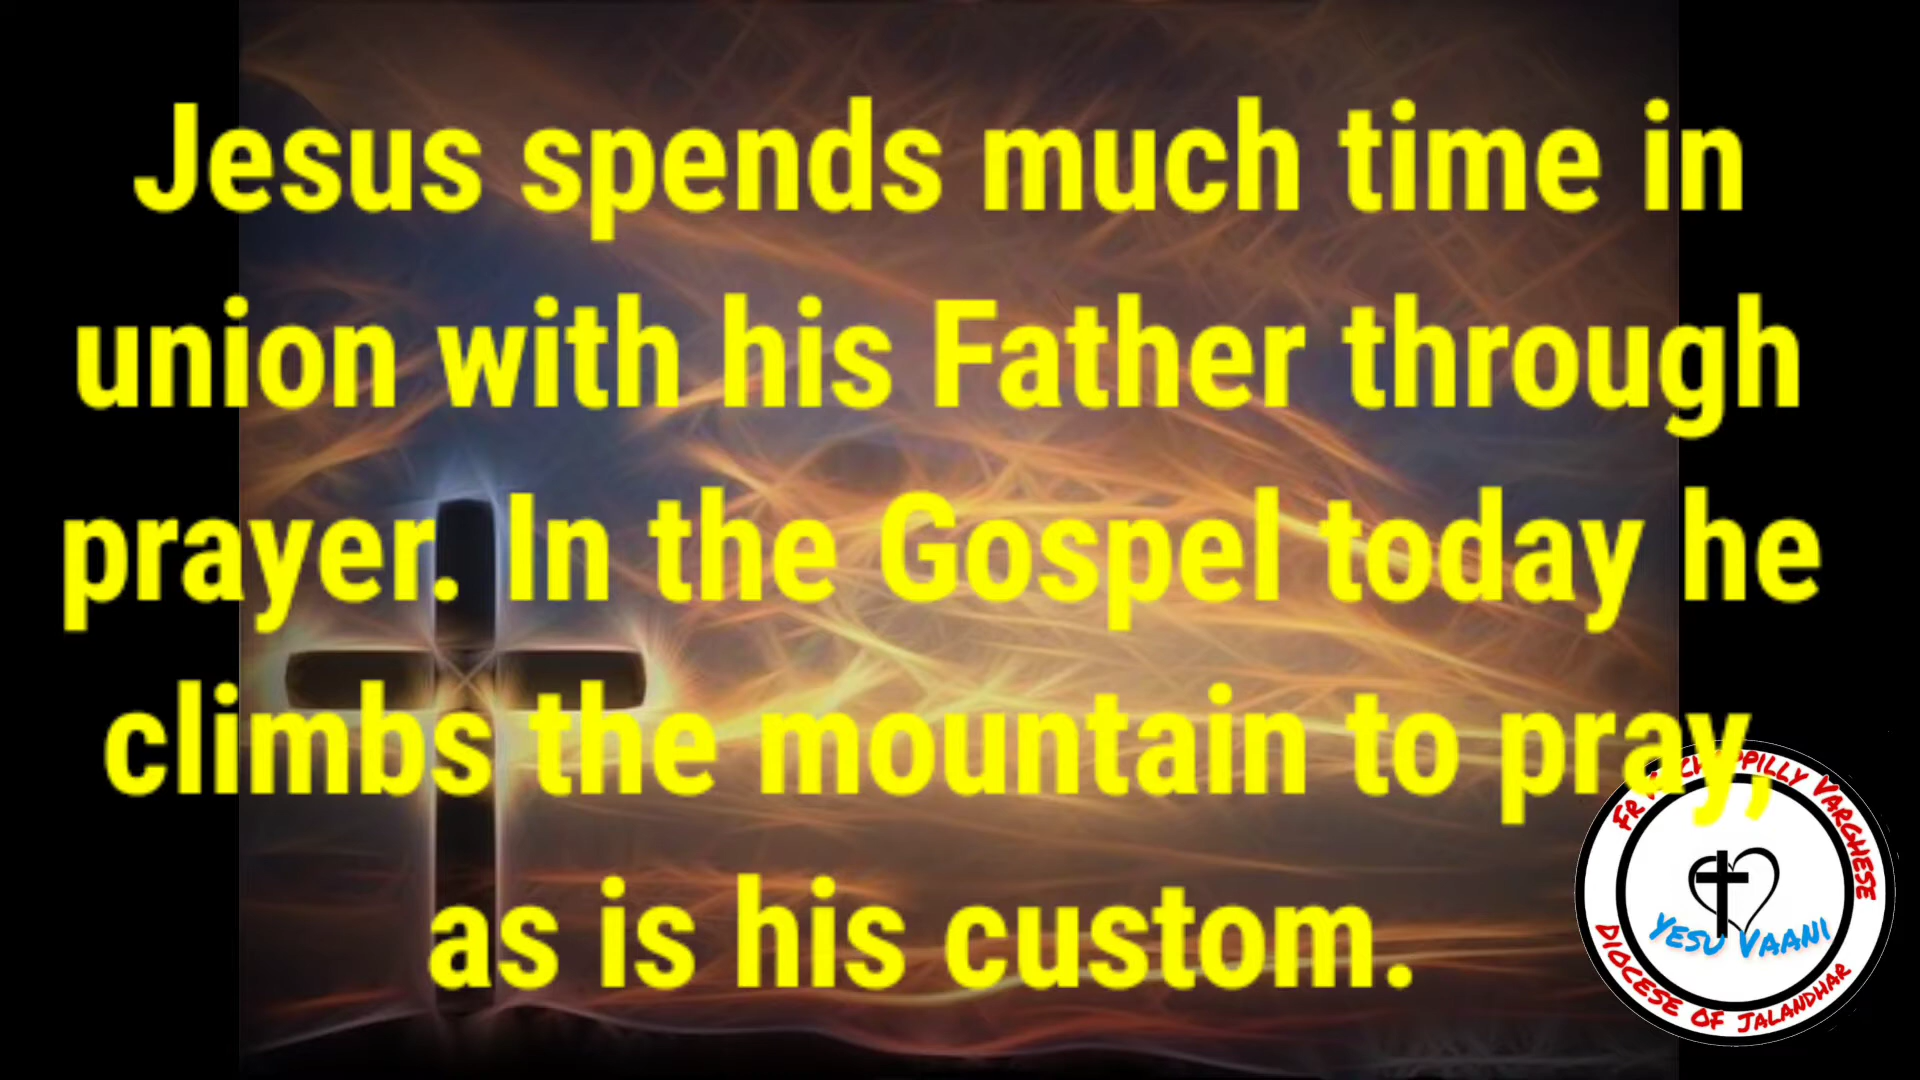 Jesus spends much time in
union with his Father through
prayer. In the Gospel today he
climbs the mountain to pray,
as is his custom.
VARGHESE
YESU VAANI
DIOCESE OF JALANDHAR